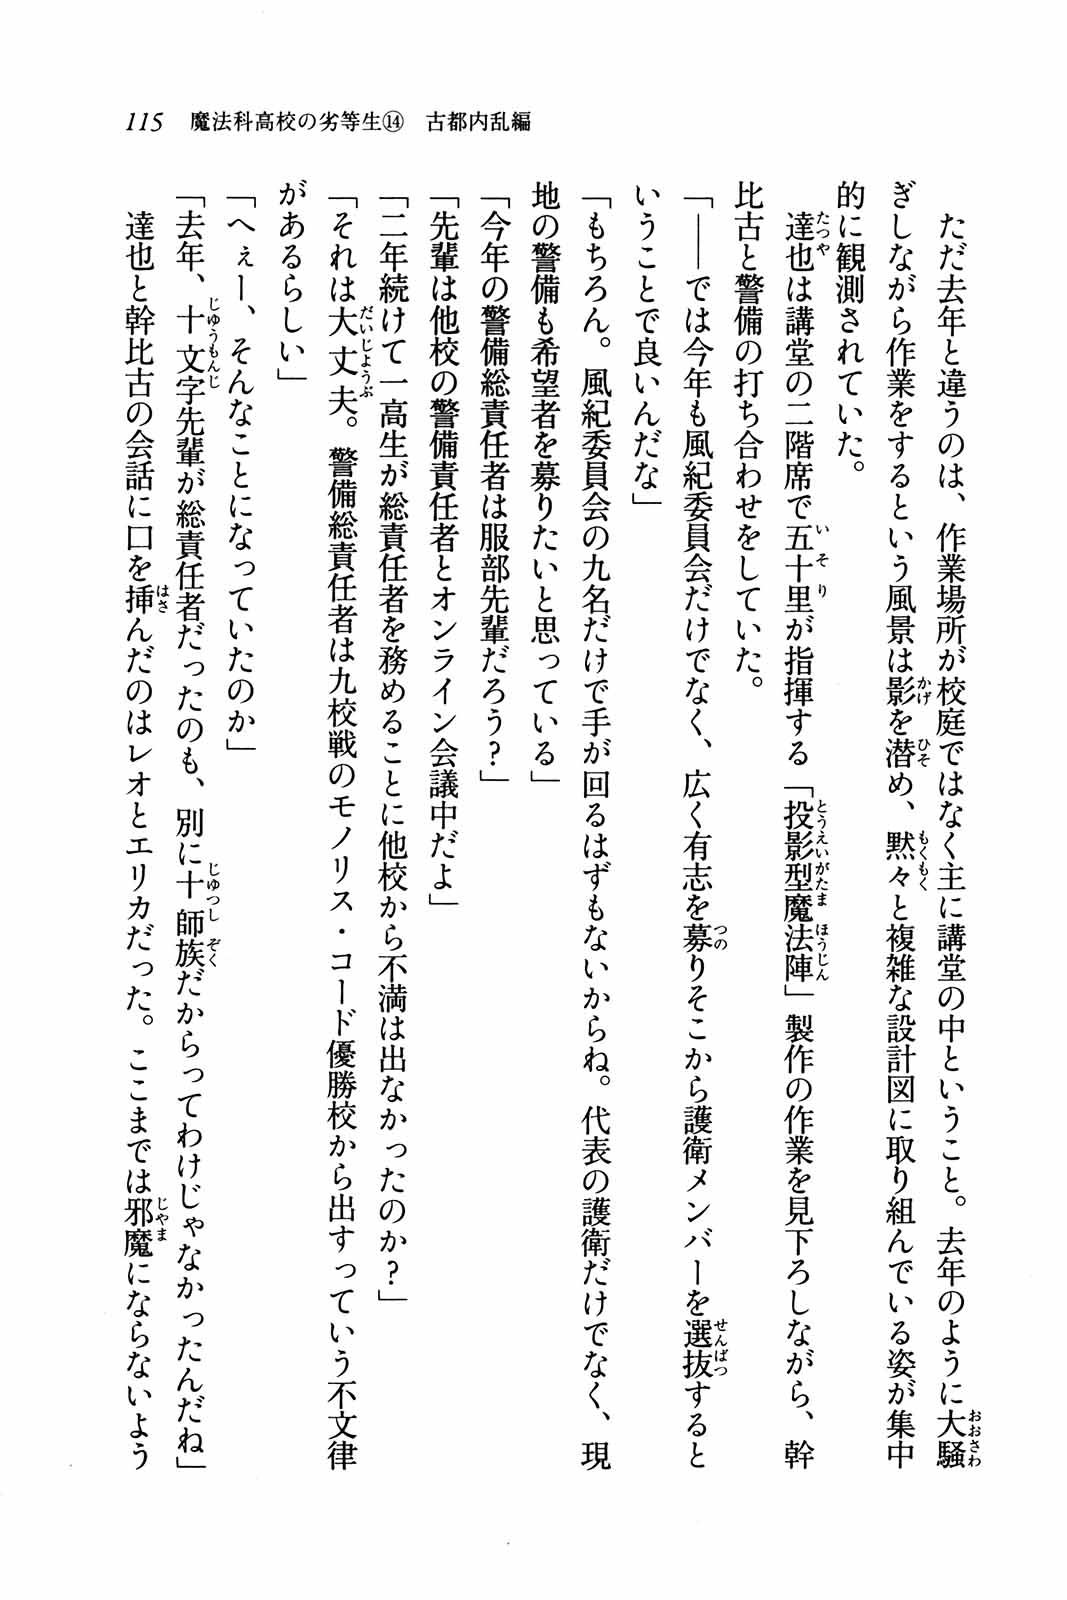 115 魔法科高校の劣等生⑭ 古都内乱編
ただ去年と違うのは、作業場所が校庭ではなく主に講堂の中ということ。去年のように大騒
ぎしながら作業をするという風景は影を潜め、黙々と複雑な設計図に取り組んでいる姿が集中
的に観測されていた。
達也は講堂の二階席で五十里が指揮する「投影型魔法陣」製作の作業を見下ろしながら、幹
比古と警備の打ち合わせをしていた。
「――では今年も風紀委員会だけでなく、広く有志を募りそこから護衛メンバーを選抜すると
いうことで良いんだな」
「もちろん。風紀委員会の九名だけで手が回るはずもないからね。代表の護衛だけでなく、現
地の警備も希望者を募りたいと思っている」
「今年の警備総責任者は服部先輩だろう?」
「先輩は他校の警備責任者とオンライン会議中だよ」
「二年続けて一高生が総責任者を務めることに他校から不満は出なかったのか?」
「それは大丈夫。警備総責任者は九校戦のモノリス・コード優勝校から出すっていう不文律
があるらしい」
「へぇー、そんなことになっていたのか」
「去年、十文字先輩が総責任者だったのも、別に十師族だからってわけじゃなかったんだね」
達也と幹比古の会話に口を挿んだのはレオとエリカだった。ここまでは邪魔にならないよう